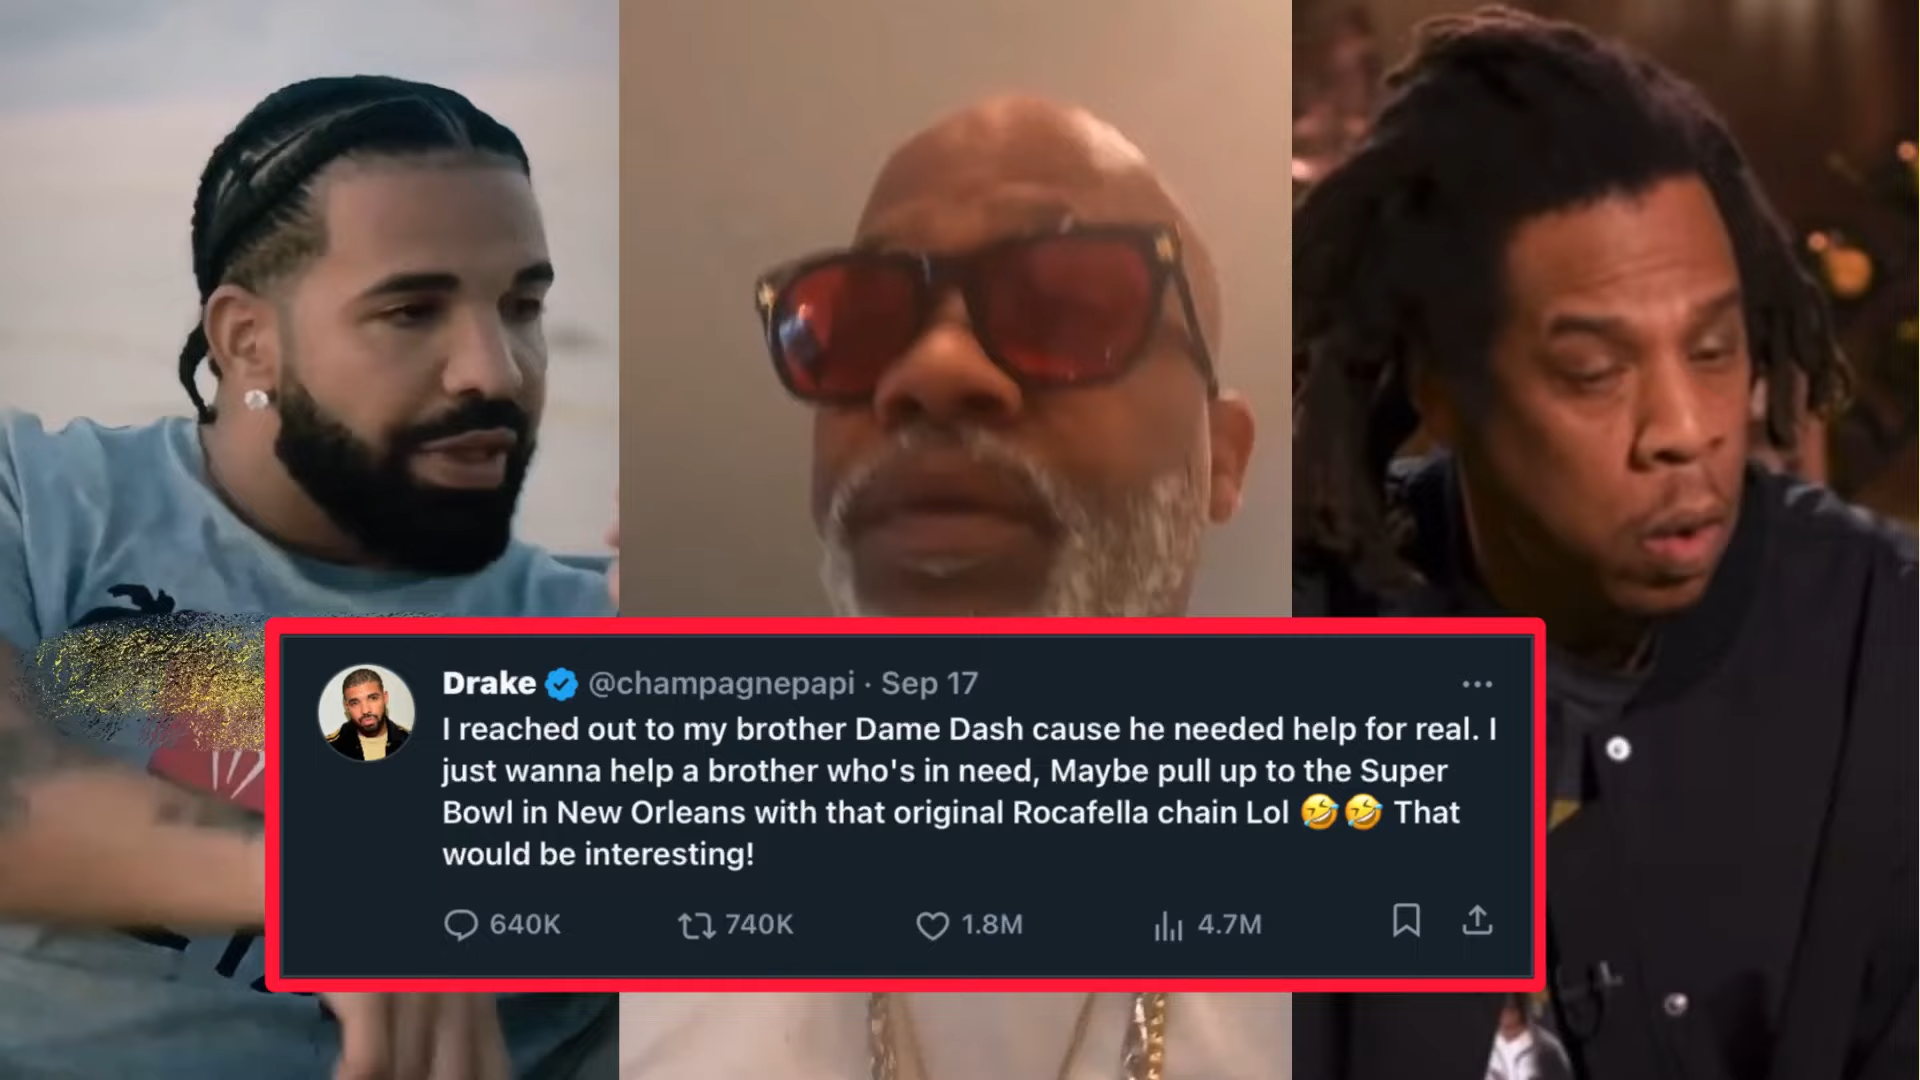 Drake @champagnepapi · Sep 17
I reached out to my brother Dame Dash cause he needed help for real. I
just wanna help a brother who's in need, Maybe pull up to the Super
Bowl in New Orleans with that original Rocafella chain Lol 🤣🤣 That
would be interesting!
640K 740K 1.8M 4.7M